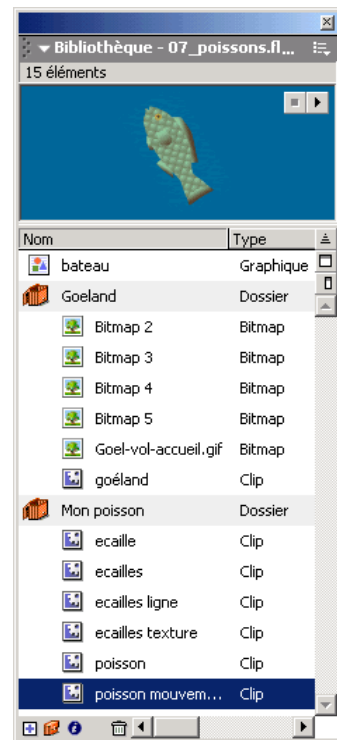 Bibliothèque - 07_poissons.fl...
15 éléments
Nom Type
bateau Graphique
Goeland Dossier
Bitmap 2 Bitmap
Bitmap 3 Bitmap
Bitmap 4 Bitmap
Bitmap 5 Bitmap
Goel-vol-accueil.gif Bitmap
goéland Clip
Mon poisson Dossier
ecaille Clip
ecailles Clip
ecailles ligne Clip
ecailles texture Clip
poisson Clip
poisson mouvem... Clip